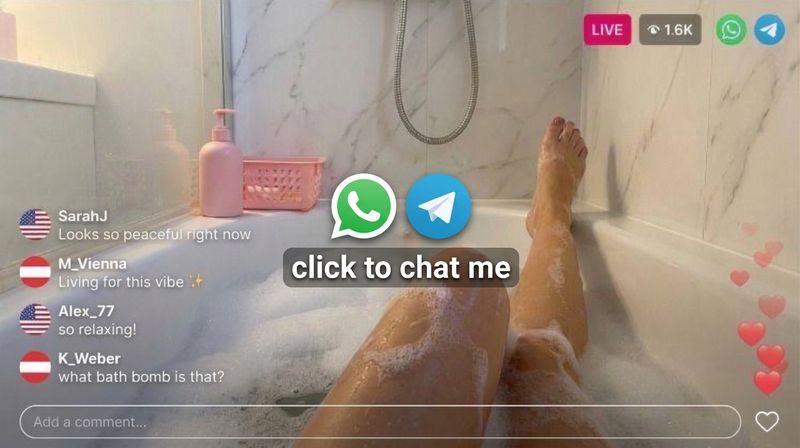 LIVE
1.6K
SarahJ
Looks so peaceful right now
M_Vienna
Living for this vibe ✨
Alex_77
so relaxing!
K_Weber
what bath bomb is that?
click to chat me
Add a comment...